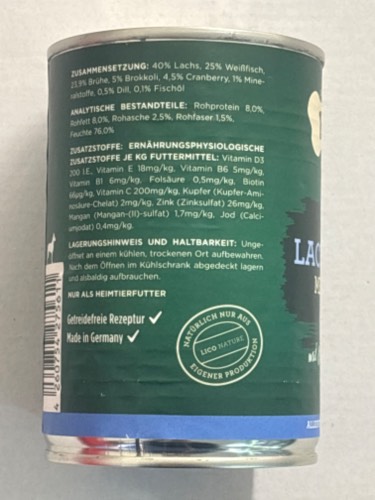 ZUSAMMENSETZUNG: 40% Lachs, 25% Weißfisch,
23,9% Brühe, 5% Brokkoli, 4,5% Cranberry, 1% Mine-
ralstoffe, 0,5% Dill, 0,1% Fischöl
ANALYTISCHE BESTANDTEILE: Rohprotein 8,0%,
Rohfett 8,0%, Rohasche 2,5%, Rohfaser 1,5%,
Feuchte 76,0%
ZUSATZSTOFFE: ERNÄHRUNGSPHYSIOLOGISCHE
ZUSATZSTOFFE JE KG FUTTERMITTEL: Vitamin D3
200 I.E., Vitamin E 18mg/kg, Vitamin B6 5mg/kg,
Vitamin B1 6mg/kg, Folsäure 0,5mg/kg, Biotin
Vitamin C 200mg/kg, Kupfer (Kupfer-Ami-
nosäure-Chelat) 2mg/kg, Zink (Zinksulfat) 26mg/kg,
Mangan (Mangan-(II)-sulfat) 1,7mg/kg, Jod (Calci-
umjodat) 0,4mg/kg.
LAGERUNGSHINWEIS UND HALTBARKEIT: Unge-
öffnet an einem kühlen, trockenen Ort aufbewahren.
Nach dem Öffnen im Kühlschrank abgedeckt lagern
und alsbaldig aufbrauchen.
NUR ALS HEIMTIERFUTTER
Getreidefreie Rezeptur
Made in Germany
NATÜRLICH NUR AUS
LICO NATURE
EIGENER PRODUKTION
LAC
M